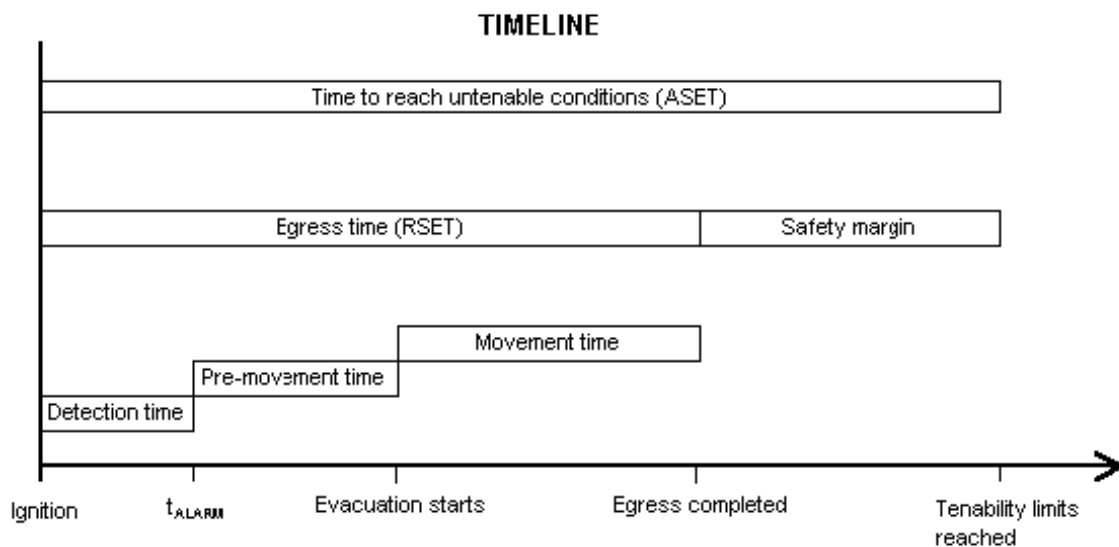 TIMELINE
Time to reach untenable conditions (ASET)
Egress time (RSET)
Safety margin
Movement time
Pre-movement time
Detection time
Ignition
tALARM
Evacuation starts
Egress completed
Tenability limits
reached